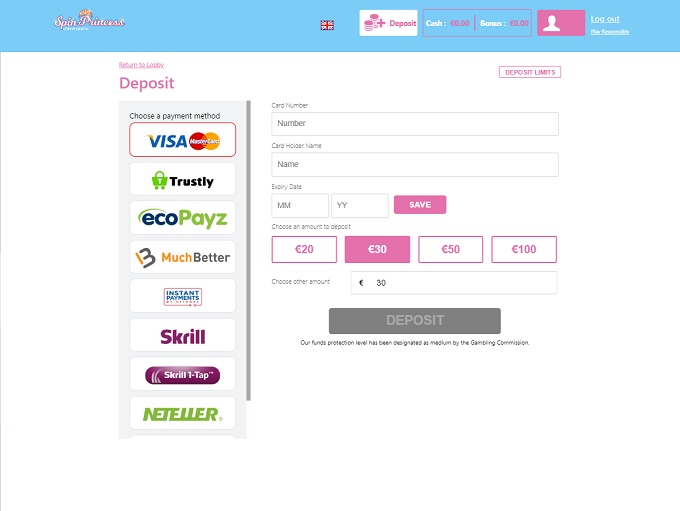 Spin Princess
Deposit
Cash : €0.00
Bonus : €0.00
Log out
Play Responsibly
Return to Lobby
Deposit
DEPOSIT LIMITS
Choose a payment method
VISA MasterCard
Trustly
ecoPayz
MuchBetter
INSTANT
PAYMENTS
BY NETELLER
Skrill
Skrill 1-Tap™
NETELLER®
Card Number
Number
Card Holder Name
Name
Expiry Date
MM
YY
SAVE
Choose an amount to deposit
€20
€30
€50
€100
Choose other amount
€ 30
DEPOSIT
Our funds protection level has been designated as medium by the Gambling Commission.